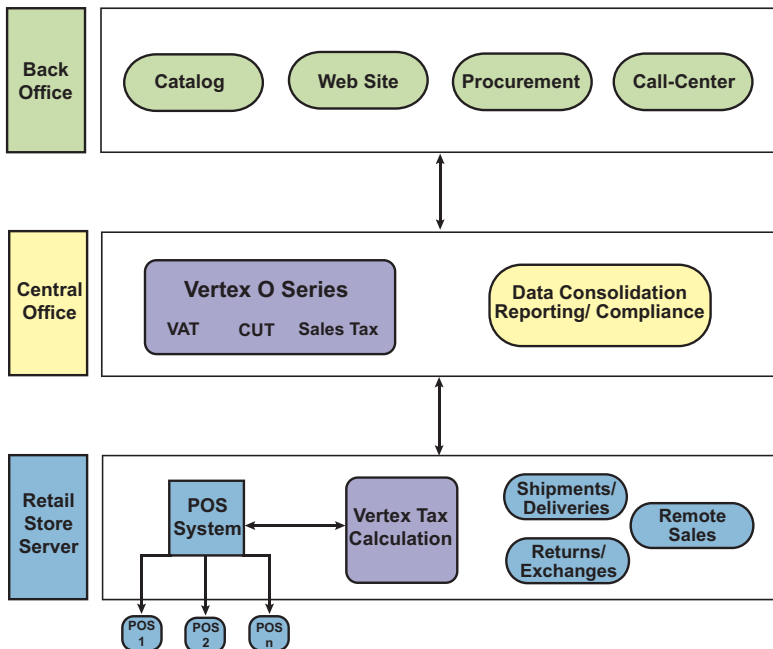 Back
Office
Catalog
Web Site
Procurement
Call-Center
Central
Office
Vertex O Series
VAT
CUT
Sales Tax
Data Consolidation
Reporting/ Compliance
Retail
Store
Server
POS
System
Vertex Tax
Calculation
Shipments/
Deliveries
Remote
Sales
Returns/
Exchanges
POS
1
POS
2
POS
n